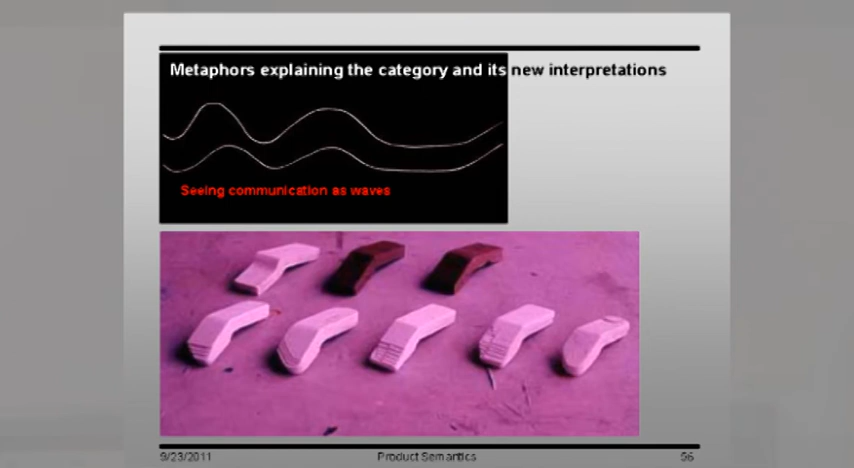 Metaphors explaining the category and its new interpretations
Seeing communication as waves
9/23/2011
Product Semantics
56